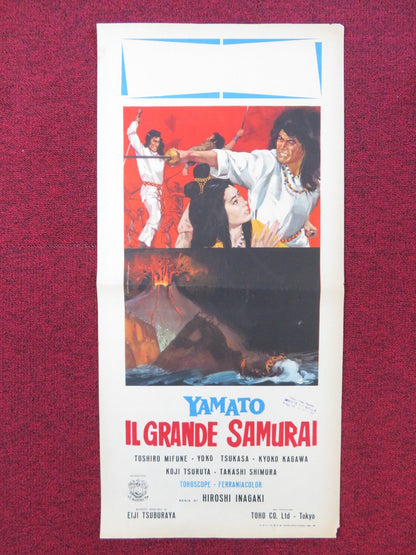 YAMATO
IL GRANDE SAMURAI
TOSHIRO MIFUNE - YOKO TSUKASA - KYOKO KAGAWA
KOJI TSURUTA - TAKASHI SHIMURA
TOHOSCOPE - FERRANIACOLOR
REGIA DI HIROSHI INAGAKI
EIJI TSUBURAYA
TOHO CO. Ltd - Tokyo